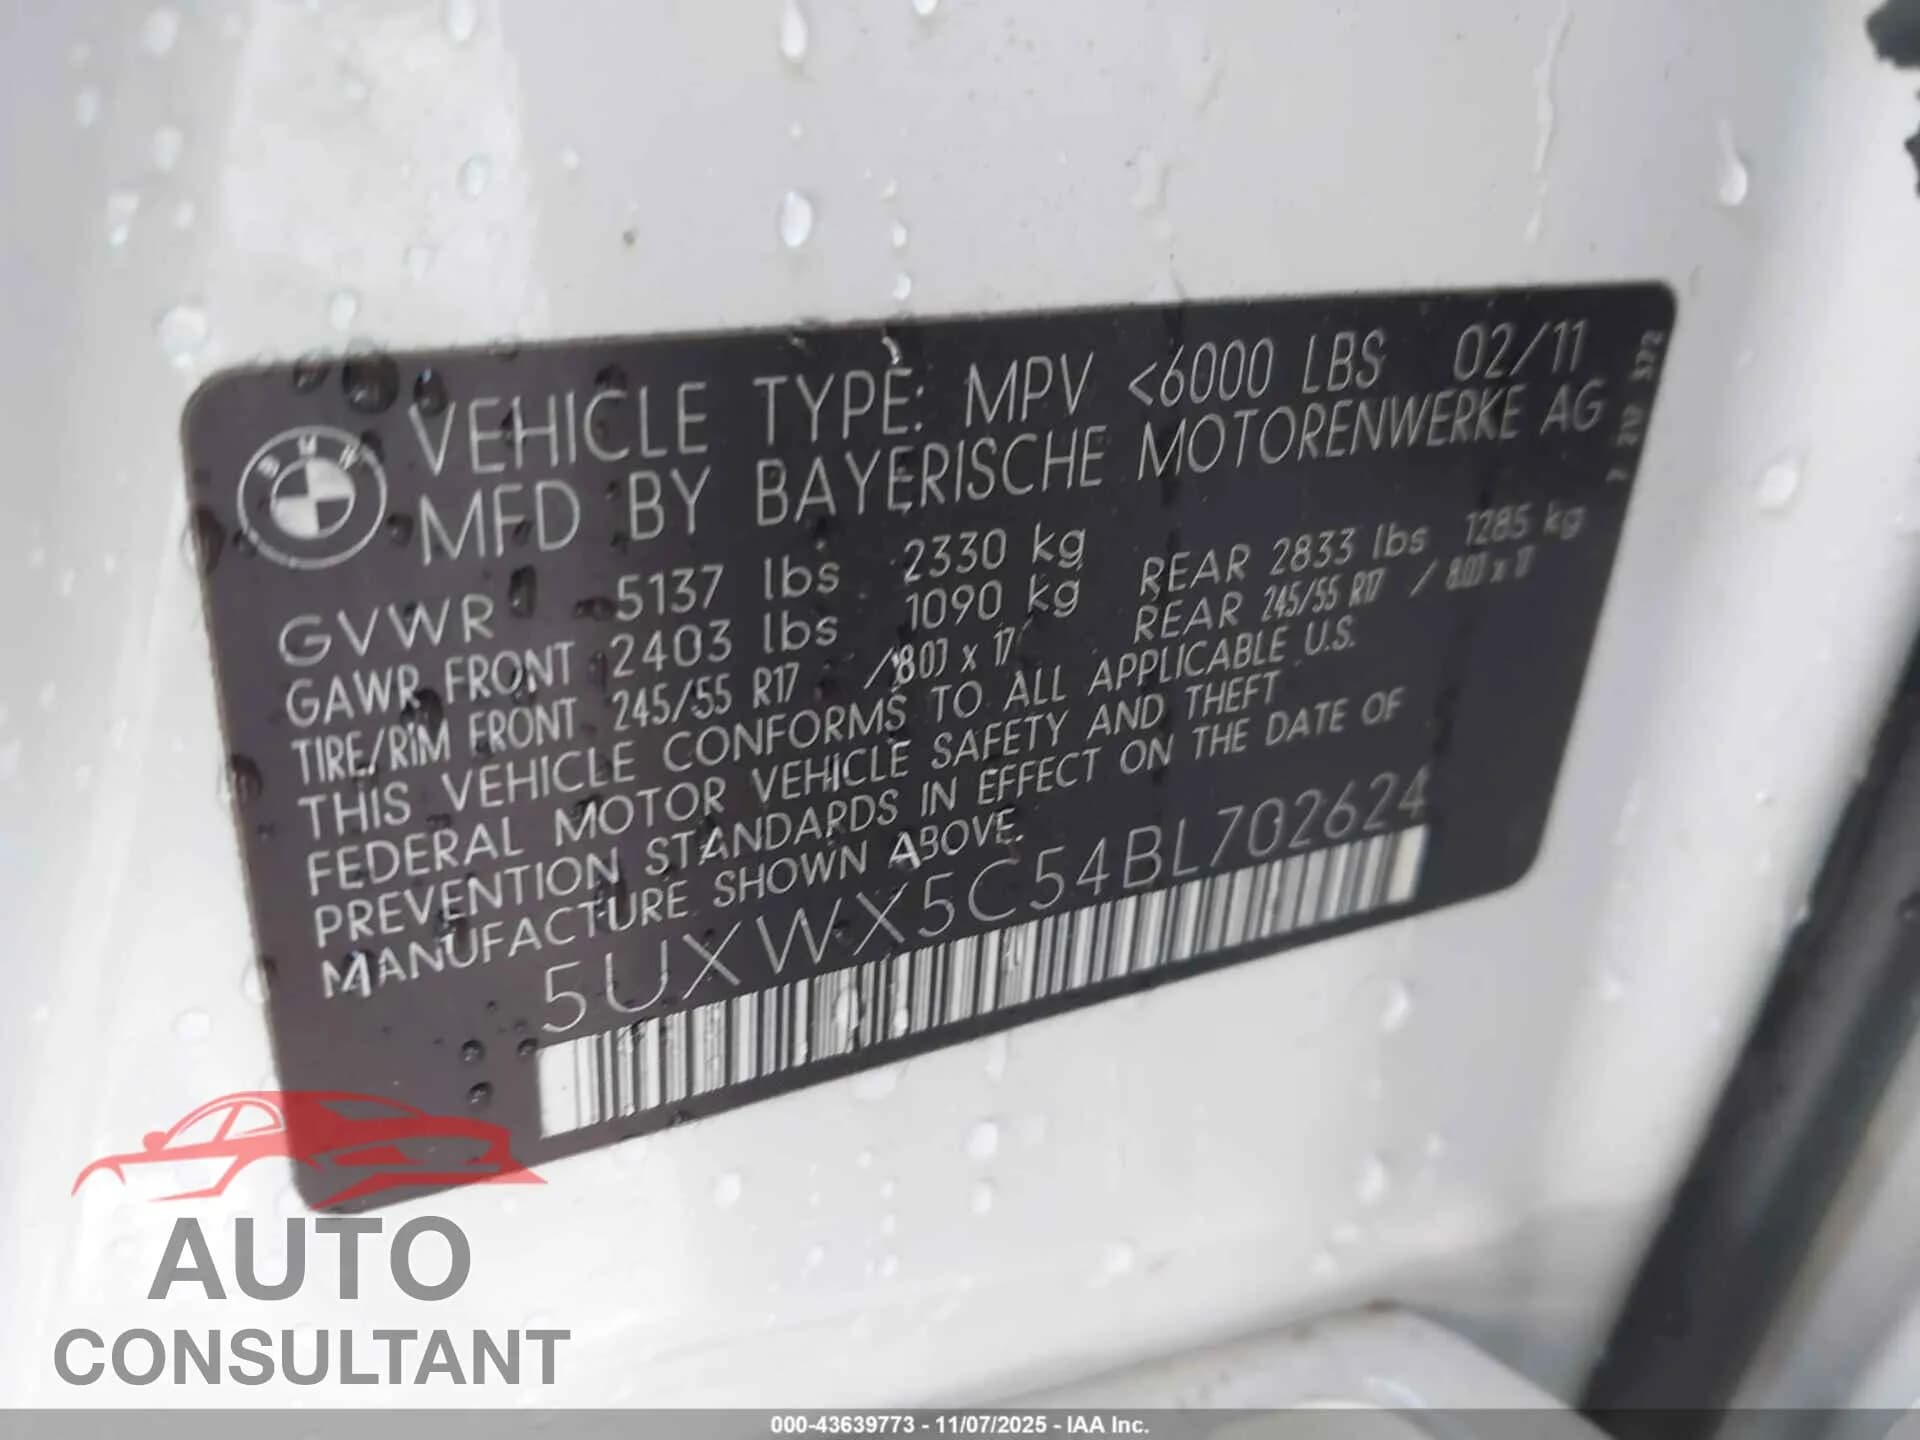 BMW
VEHICLE TYPE: MPV <6000 LBS 02/11
MFD BY BAYERISCHE MOTORENWERKE AG
7 217 372
GVWR 5137 lbs 2330 kg
GAWR FRONT 2403 lbs 1090 kg REAR 2833 lbs 1285 kg
TIRE/RIM FRONT 245/55 R17 /8.0J x 17 REAR 245/55 R17 / 8.0J x 17
THIS VEHICLE CONFORMS TO ALL APPLICABLE U.S.
FEDERAL MOTOR VEHICLE SAFETY AND THEFT
PREVENTION STANDARDS IN EFFECT ON THE DATE OF
MANUFACTURE SHOWN ABOVE.
5UXWX5C54BL702624
AUTO
CONSULTANT
000-43639773 - 11/07/2025 - IAA Inc.